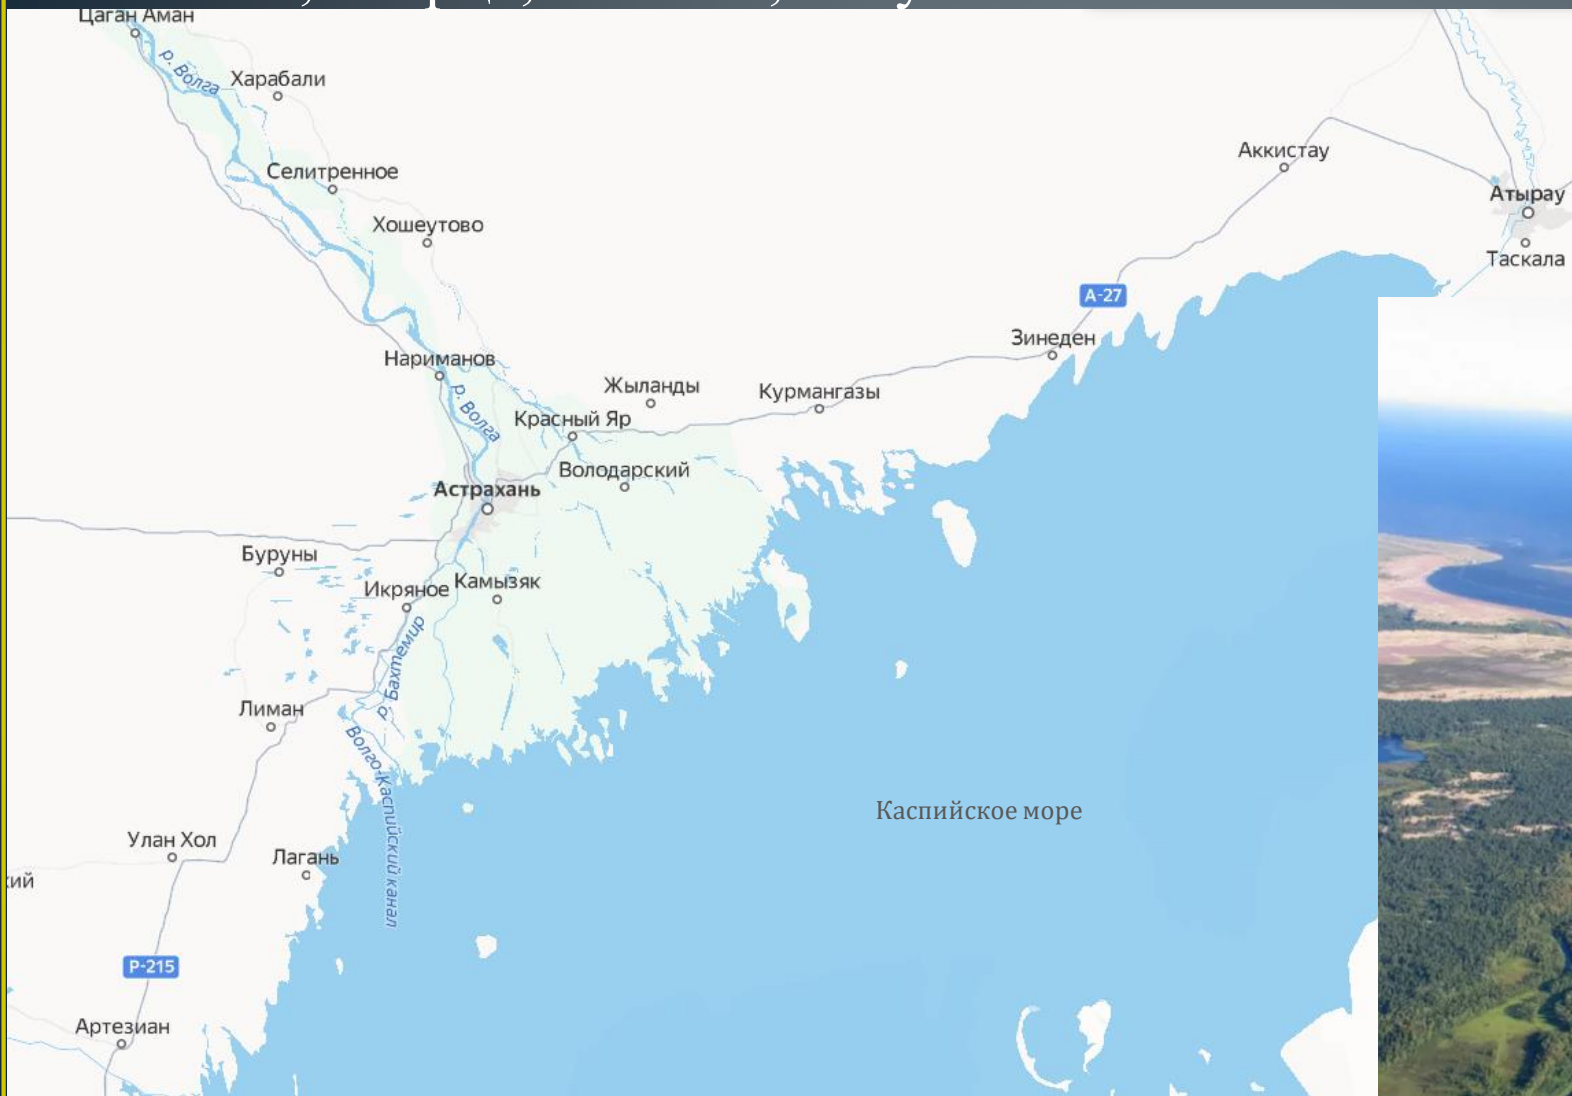 Цаган Аман
р. Волга
Харабали
Аккистау
Селитренное
Атырау
Хошеутово
Таскала
А-27
Зинеден
Нариманов
Жыланды
Курмангазы
р. Волга
Красный Яр
Володарский
Астрахань
Буруны
Икряное
Камызяк
р. Бахтемир
Лиман
Волго-Каспийский канал
Каспийское море
Улан Хол
Лагань
кий
Р-215
Артезиан